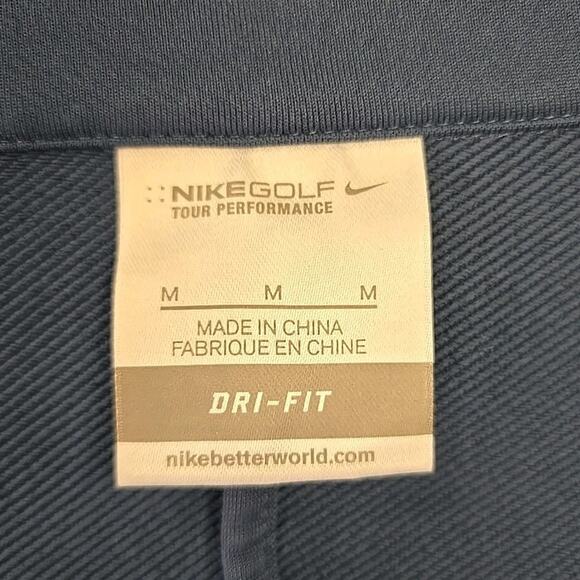 NIKEGOLF
TOUR PERFORMANCE
M M M
MADE IN CHINA
FABRIQUE EN CHINE
DRI-FIT
nikebetterworld.com